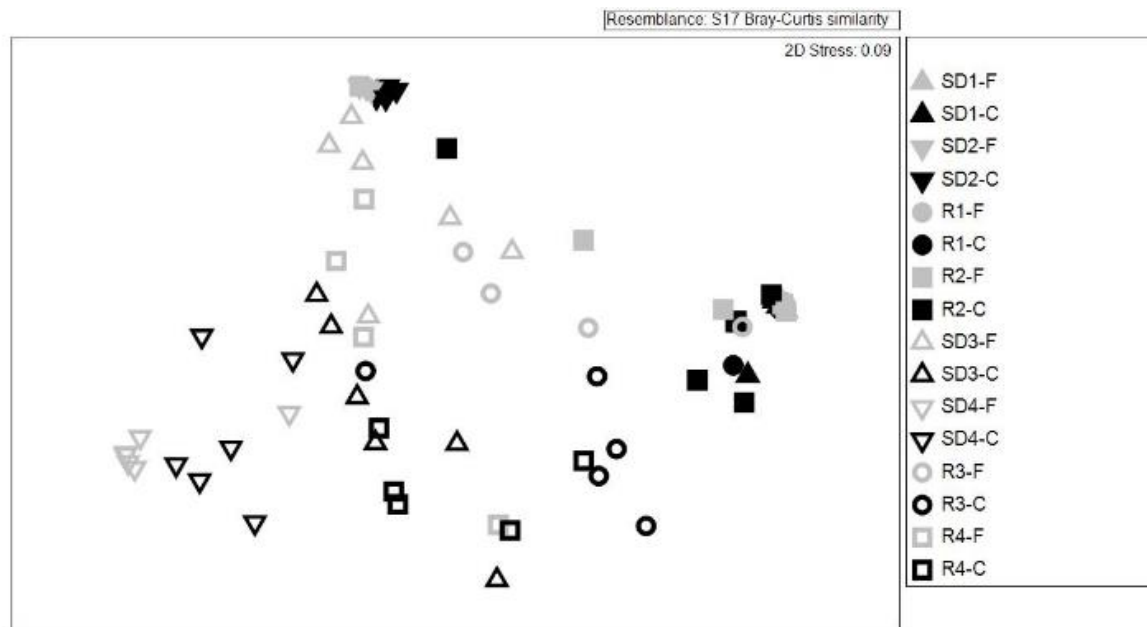 Resemblance: S17 Bray-Curtis similarity
2D Stress: 0.09
SD1-F
SD1-C
SD2-F
SD2-C
R1-F
R1-C
R2-F
R2-C
SD3-F
SD3-C
SD4-F
SD4-C
R3-F
R3-C
R4-F
R4-C